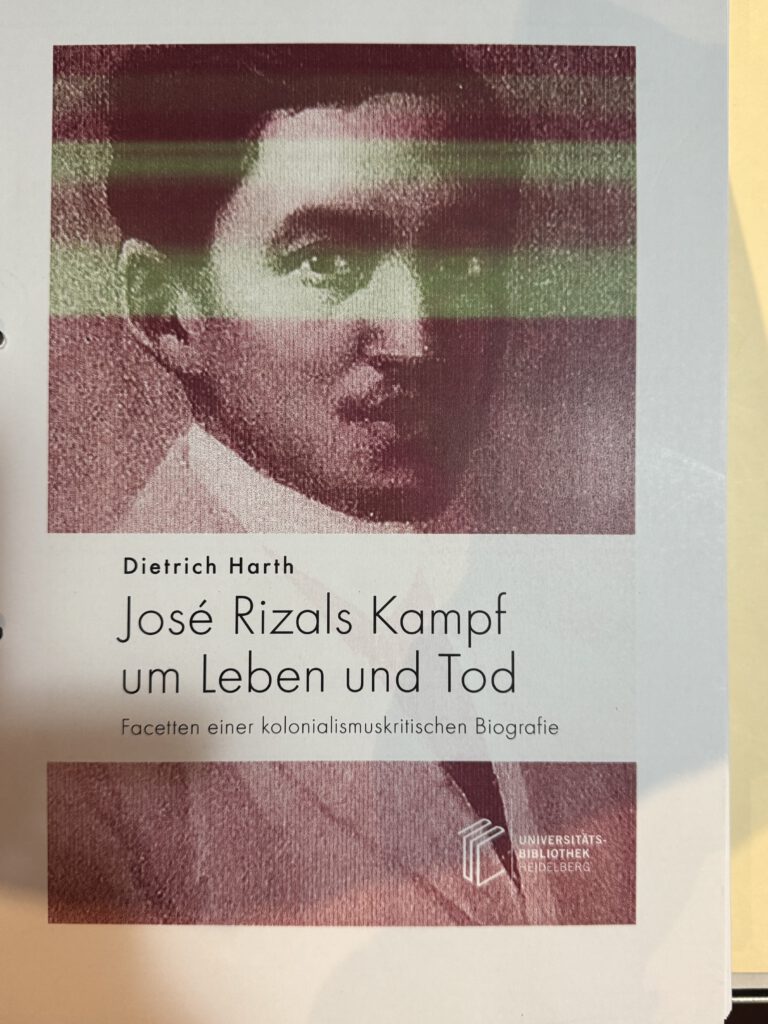 Dietrich Harth
José Rizals Kampf
um Leben und Tod
Facetten einer kolonialismuskritischen Biografie
UNIVERSITÄTS-
BIBLIOTHEK
HEIDELBERG